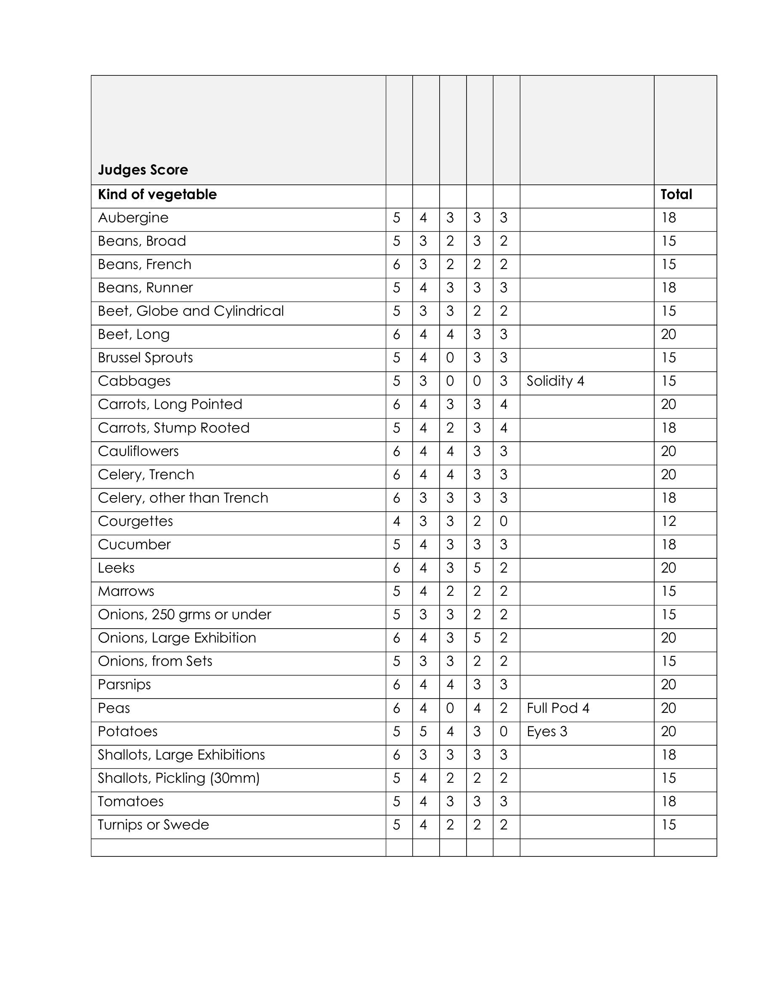 Judges Score
Kind of vegetable Total
Aubergine 5 4 3 3 3 18
Beans, Broad 5 3 2 3 2 15
Beans, French 6 3 2 2 2 15
Beans, Runner 5 4 3 3 3 18
Beet, Globe and Cylindrical 5 3 3 2 2 15
Beet, Long 6 4 4 3 3 20
Brussel Sprouts 5 4 0 3 3 15
Cabbages 5 3 0 0 3 Solidity 4 15
Carrots, Long Pointed 6 4 3 3 4 20
Carrots, Stump Rooted 5 4 2 3 4 18
Cauliflowers 6 4 4 3 3 20
Celery, Trench 6 4 4 3 3 20
Celery, other than Trench 6 3 3 3 3 18
Courgettes 4 3 3 2 0 12
Cucumber 5 4 3 3 3 18
Leeks 6 4 3 5 2 20
Marrows 5 4 2 2 2 15
Onions, 250 grms or under 5 3 3 2 2 15
Onions, Large Exhibition 6 4 3 5 2 20
Onions, from Sets 5 3 3 2 2 15
Parsnips 6 4 4 3 3 20
Peas 6 4 0 4 2 Full Pod 4 20
Potatoes 5 5 4 3 0 Eyes 3 20
Shallots, Large Exhibitions 6 3 3 3 3 18
Shallots, Pickling (30mm) 5 4 2 2 2 15
Tomatoes 5 4 3 3 3 18
Turnips or Swede 5 4 2 2 2 15